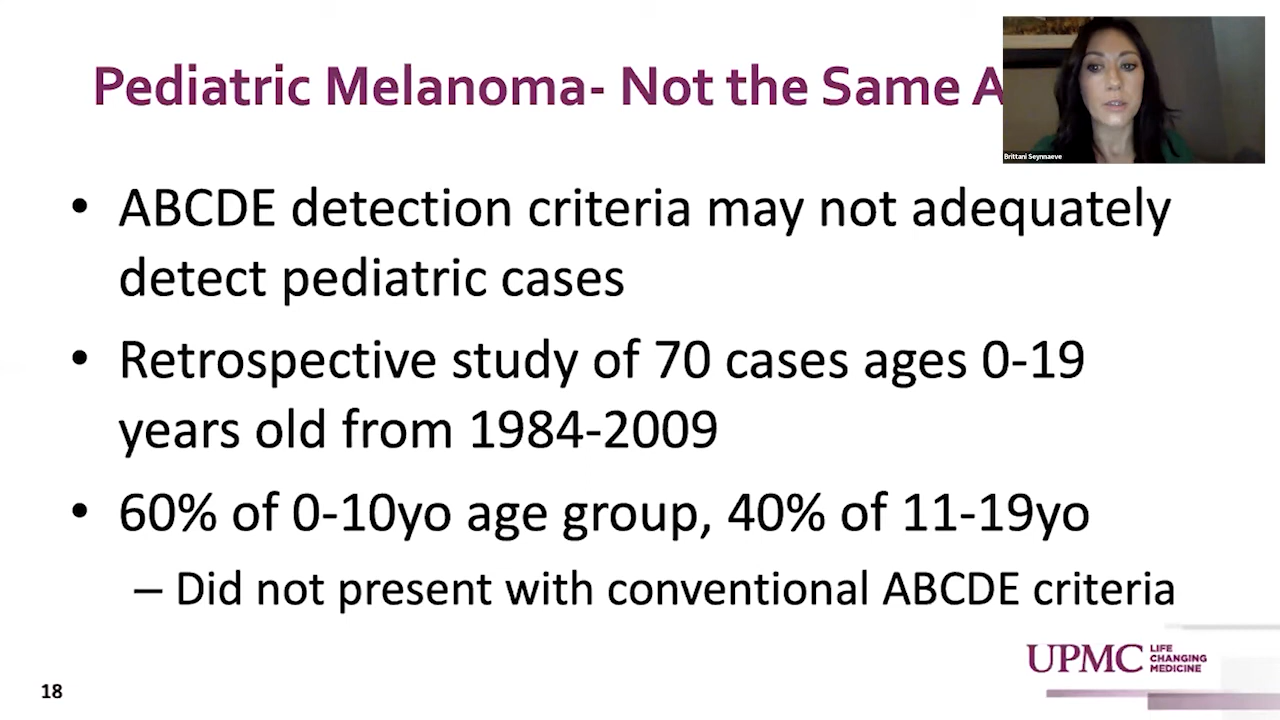 Pediatric Melanoma- Not the Same
Brittani Seynnaeve
• ABCDE detection criteria may not adequately
detect pediatric cases
• Retrospective study of 70 cases ages 0-19
years old from 1984-2009
• 60% of 0-10yo age group, 40% of 11-19yo
– Did not present with conventional ABCDE criteria
UPMC LIFE
CHANGING
MEDICINE
18